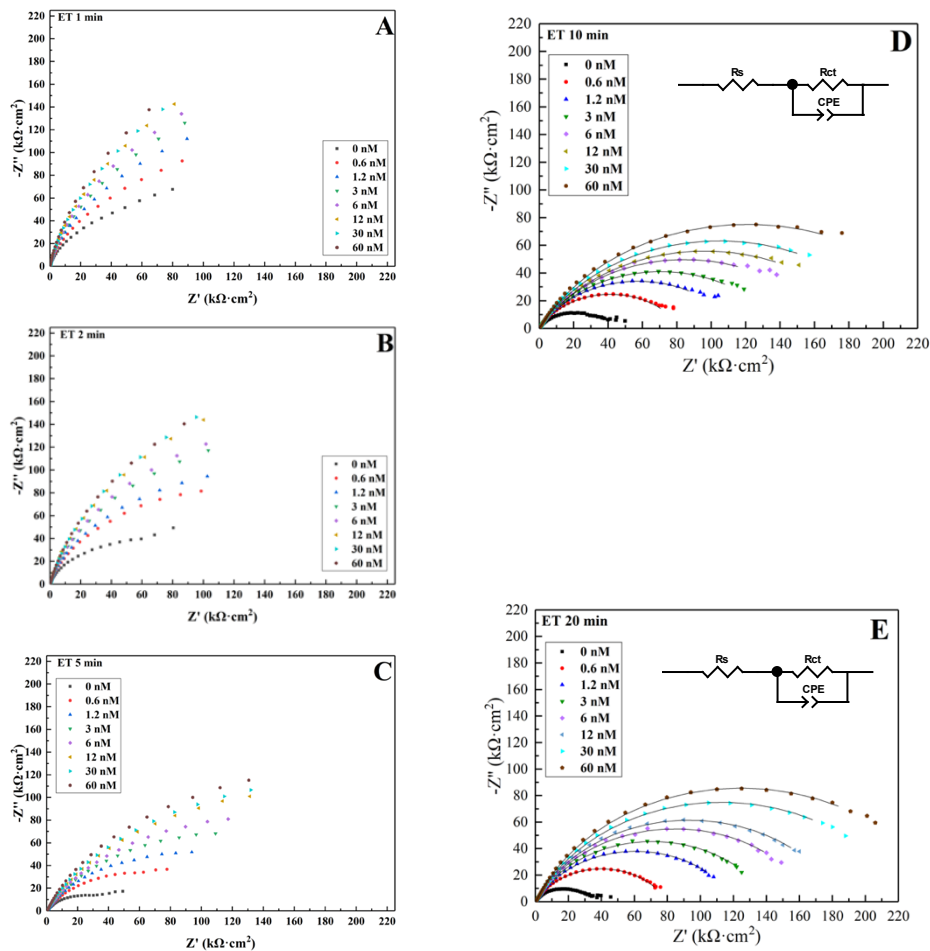 ET 1 min
A
220
200
180
160
140
120
100
80
60
40
20
0
-Z'' (kΩ·cm²)
0 nM
0.6 nM
1.2 nM
3 nM
6 nM
12 nM
30 nM
60 nM
0 20 40 60 80 100 120 140 160 180 200 220
Z' (kΩ·cm²)
ET 2 min
B
220
200
180
160
140
120
100
80
60
40
20
0
-Z'' (kΩ·cm²)
0 nM
0.6 nM
1.2 nM
3 nM
6 nM
12 nM
30 nM
60 nM
0 20 40 60 80 100 120 140 160 180 200 220
Z' (kΩ·cm²)
ET 5 min
C
220
200
180
160
140
120
100
80
60
40
20
0
-Z'' (kΩ·cm²)
0 nM
0.6 nM
1.2 nM
3 nM
6 nM
12 nM
30 nM
60 nM
0 20 40 60 80 100 120 140 160 180 200 220
Z' (kΩ·cm²)
ET 10 min
D
220
200
180
160
140
120
100
80
60
40
20
0
-Z'' (kΩ·cm²)
0 nM
0.6 nM
1.2 nM
3 nM
6 nM
12 nM
30 nM
60 nM
Rs
Rct
CPE
0 20 40 60 80 100 120 140 160 180 200 220
Z' (kΩ·cm²)
ET 20 min
E
220
200
180
160
140
120
100
80
60
40
20
0
-Z'' (kΩ·cm²)
0 nM
0.6 nM
1.2 nM
3 nM
6 nM
12 nM
30 nM
60 nM
Rs
Rct
CPE
0 20 40 60 80 100 120 140 160 180 200 220
Z' (kΩ·cm²)